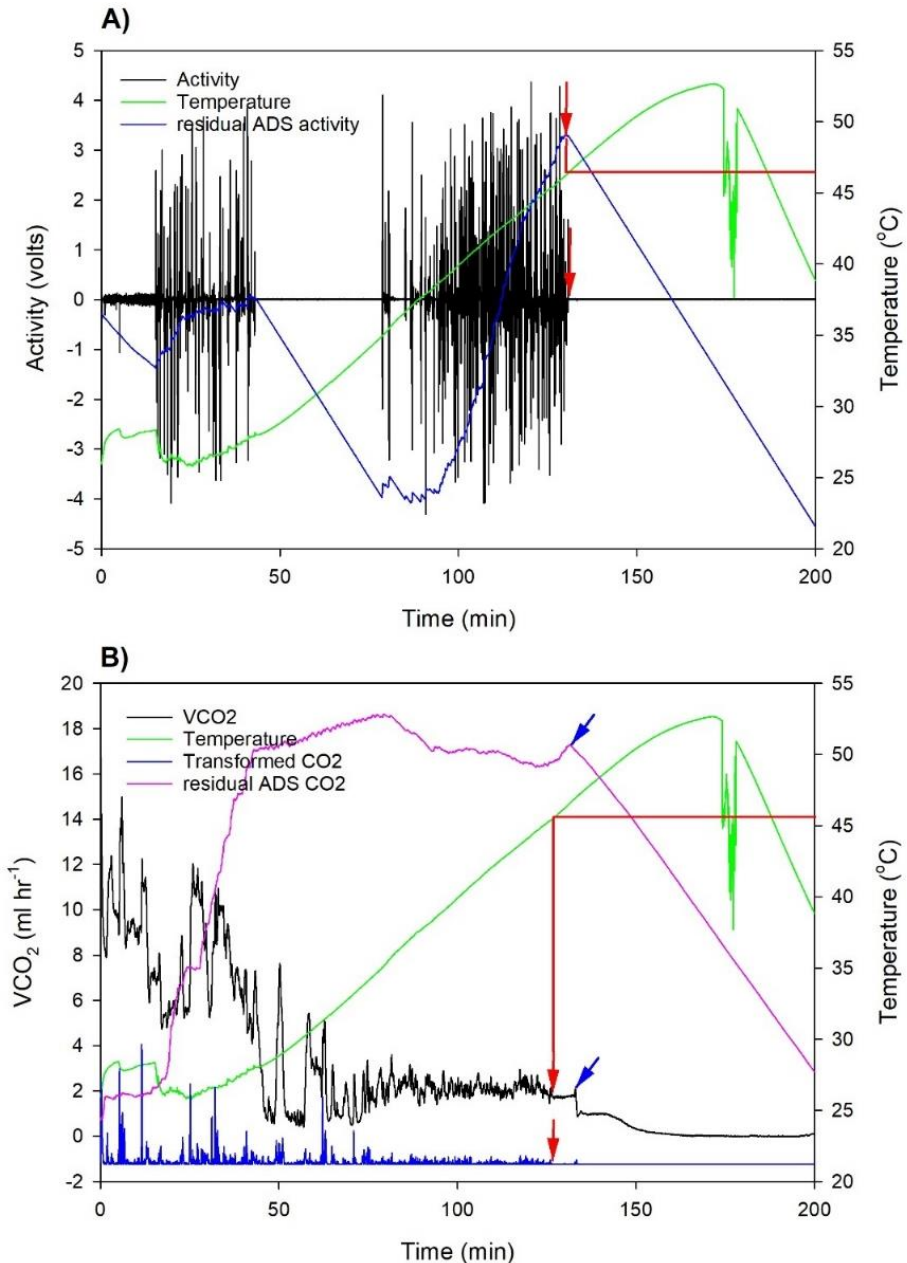 A)
Activity
Temperature
residual ADS activity
5
4
3
2
1
0
-1
-2
-3
-4
-5
Activity (volts)
55
50
45
40
35
30
25
20
Temperature (°C)
0 50 100 150 200
Time (min)
B)
VCO2
Temperature
Transformed CO2
residual ADS CO2
20
18
16
14
12
10
8
6
4
2
0
-2
VCO₂ (ml hr⁻¹)
55
50
45
40
35
30
25
20
Temperature (°C)
0 50 100 150 200
Time (min)